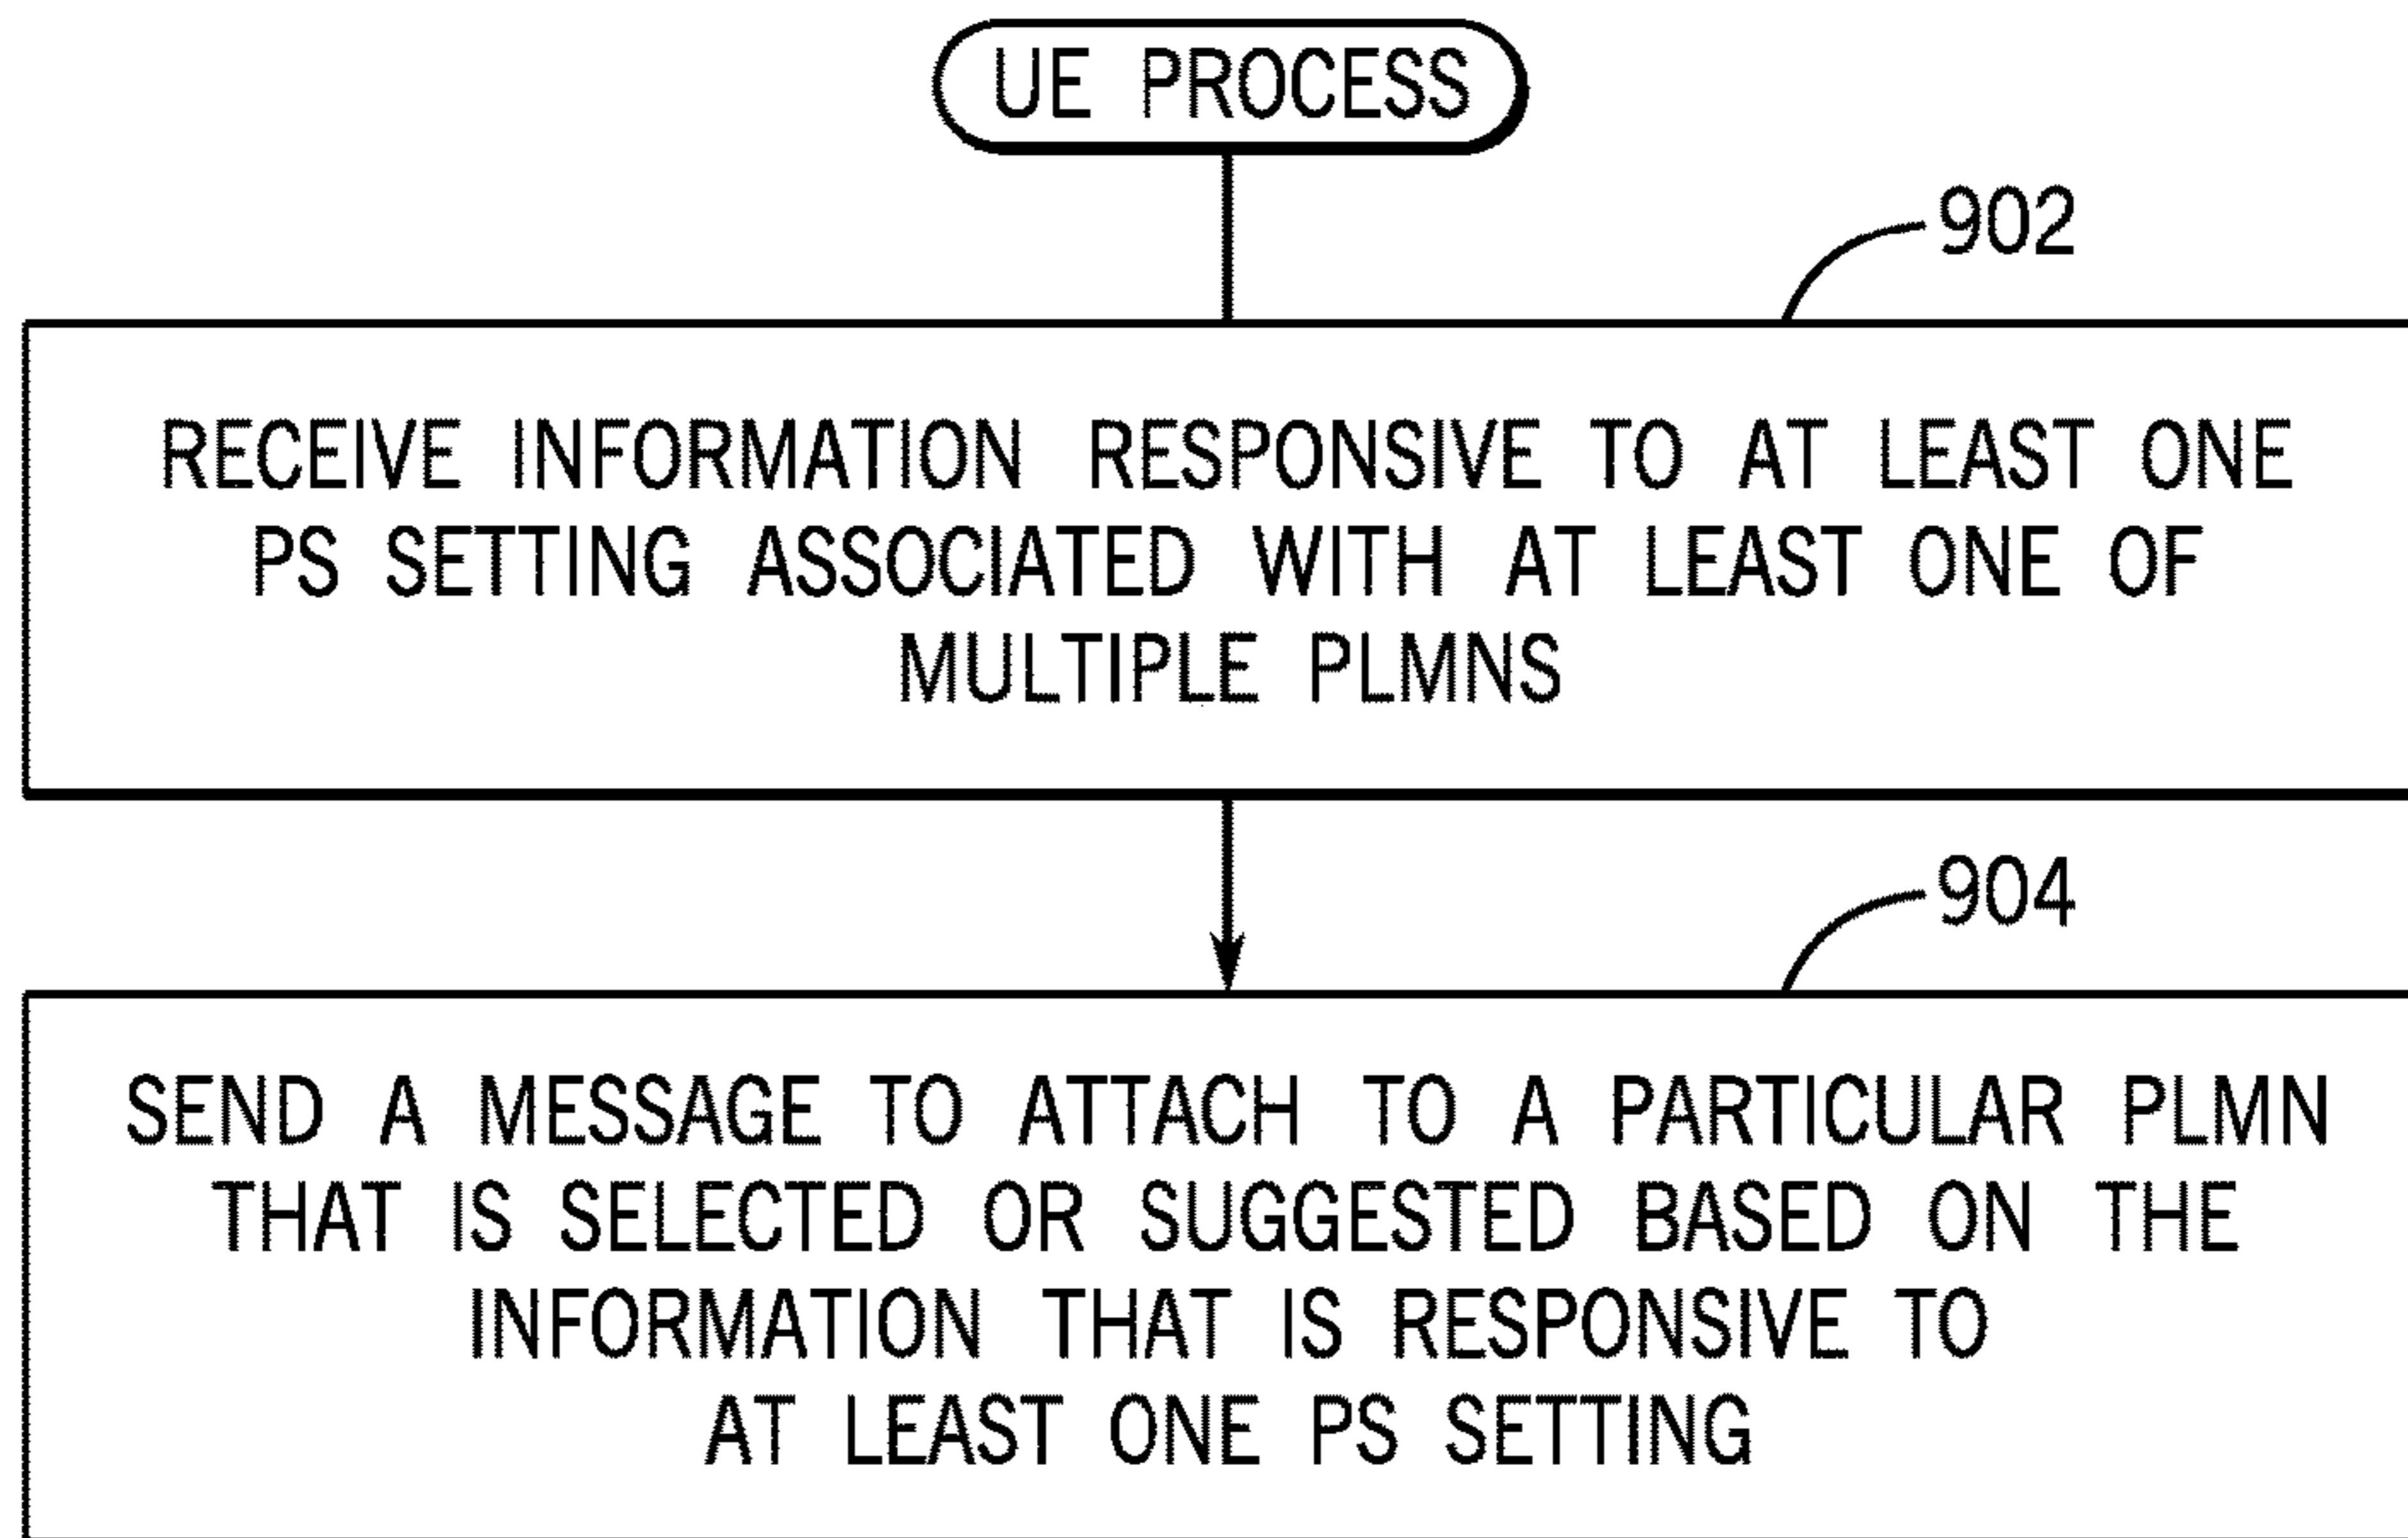 UE PROCESS
902
RECEIVE INFORMATION RESPONSIVE TO AT LEAST ONE
PS SETTING ASSOCIATED WITH AT LEAST ONE OF
MULTIPLE PLMNS
904
SEND A MESSAGE TO ATTACH TO A PARTICULAR PLMN
THAT IS SELECTED OR SUGGESTED BASED ON THE
INFORMATION THAT IS RESPONSIVE TO
AT LEAST ONE PS SETTING